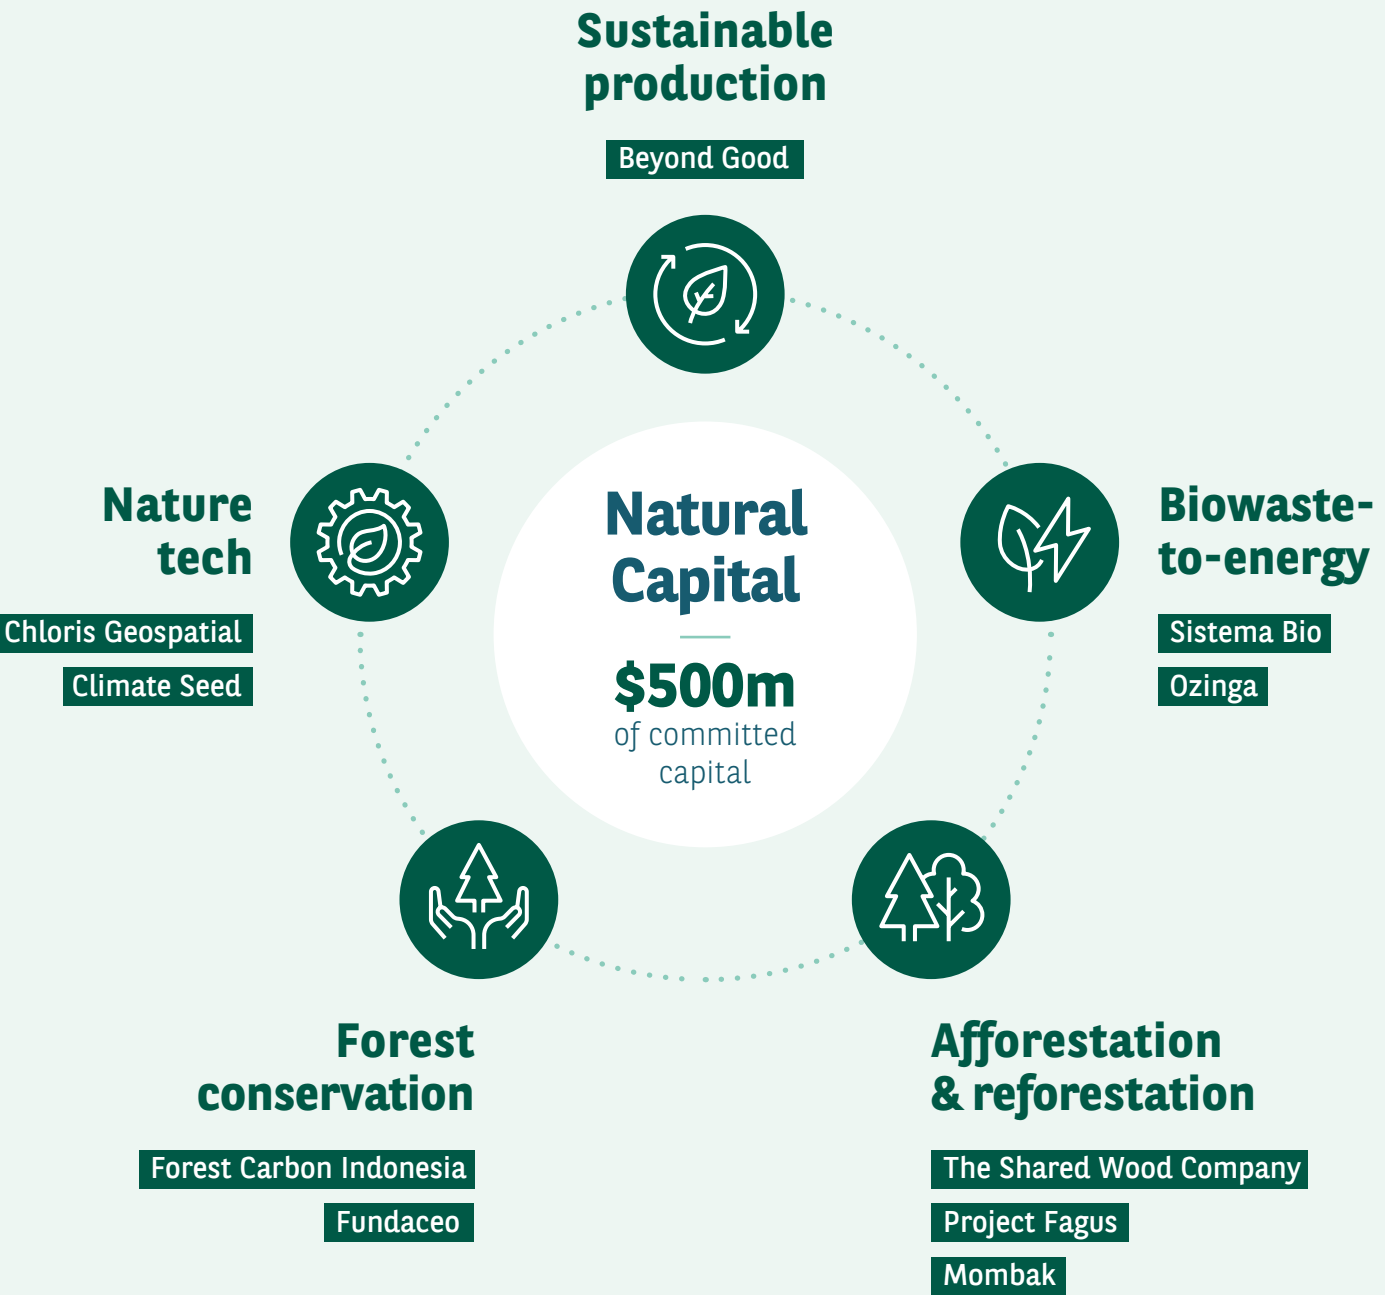 Sustainable
production
Beyond Good
Natural
Capital
$500m
of committed
capital
Nature
tech
Chloris Geospatial
Climate Seed
Biowaste-
to-energy
Sistema Bio
Ozinga
Forest
conservation
Forest Carbon Indonesia
Fundaceo
Afforestation
& reforestation
The Shared Wood Company
Project Fagus
Mombak